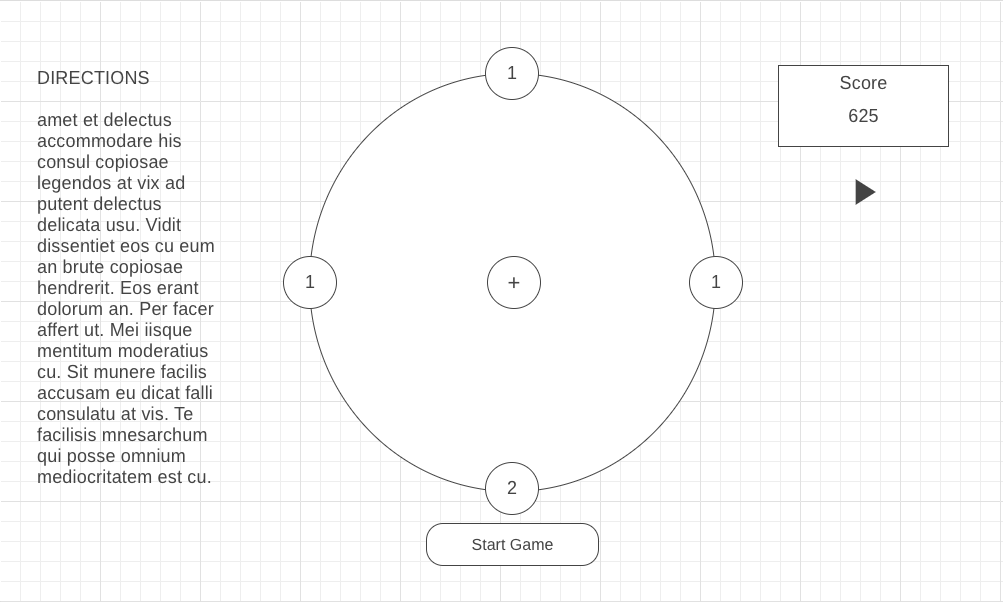 DIRECTIONS
amet et delectus
accommodare his
consul copiosae
legendos at vix ad
putent delectus
delicata usu. Vidit
dissentiet eos cu eum
an brute copiosae
hendrerit. Eos erant
dolorum an. Per facer
affert ut. Mei iisque
mentitum moderatius
cu. Sit munere facilis
accusam eu dicat falli
consulatu at vis. Te
facilisis mnesarchum
qui posse omnium
mediocritatem est cu.
1
1
+
1
2
Start Game
Score
625